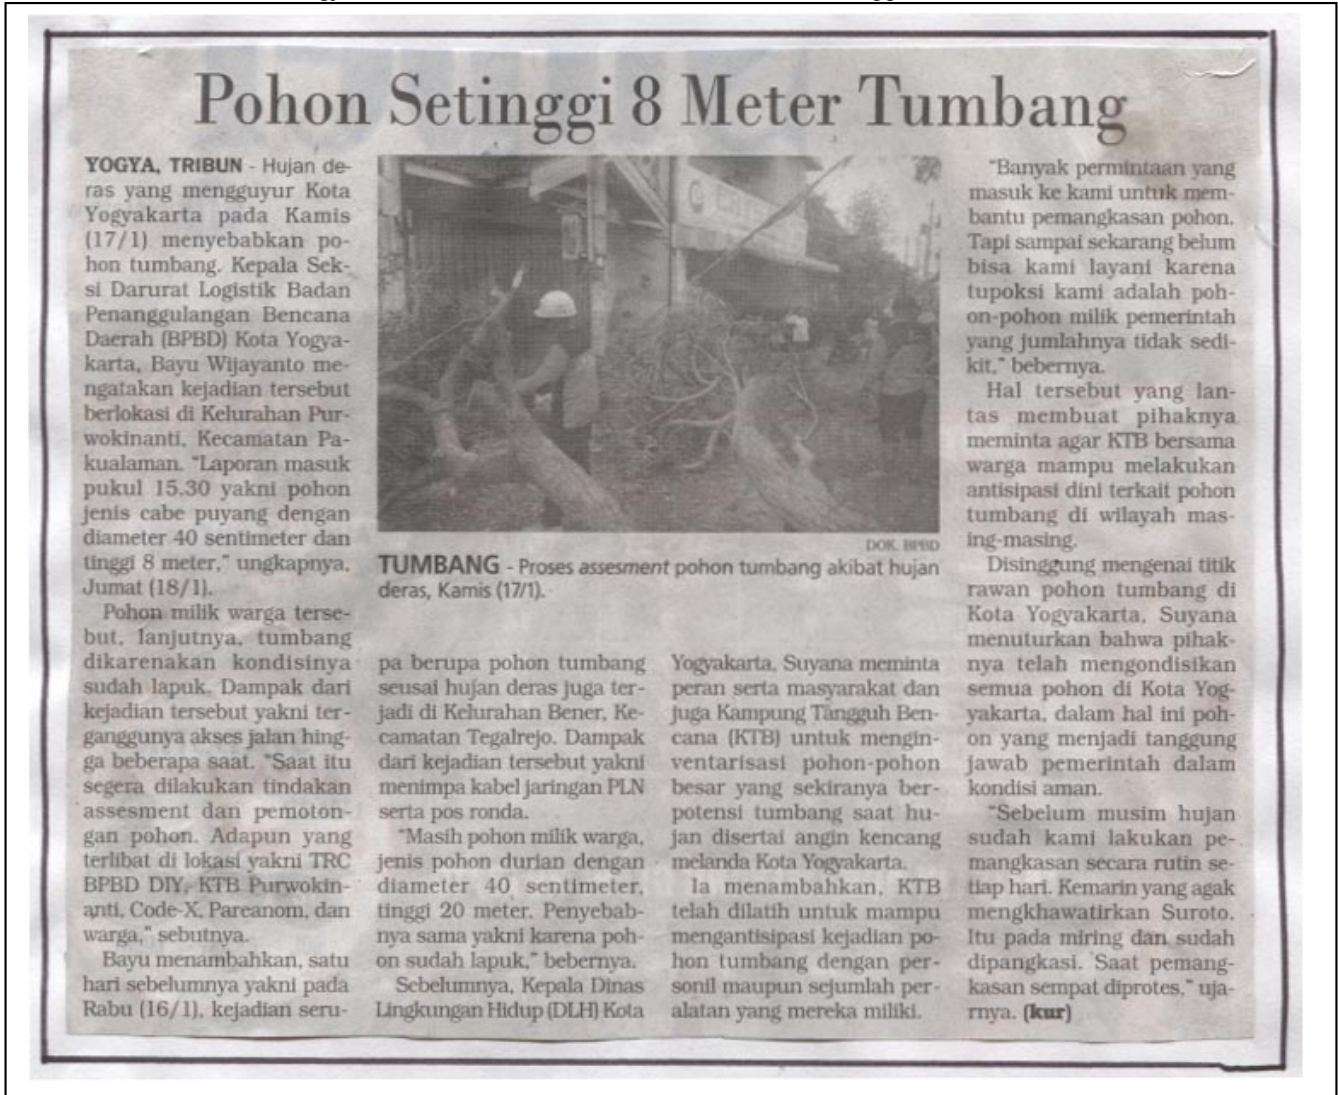 Pohon Setinggi 8 Meter Tumbang
YOGYA, TRIBUN - Hujan de-
ras yang mengguyur Kota
Yogyakarta pada Kamis
(17/1) menyebabkan po-
hon tumbang. Kepala Sek-
si Darurat Logistik Badan
Penanggulangan Bencana
Daerah (BPBD) Kota Yogya-
karta, Bayu Wijayanto me-
ngatakan kejadian tersebut
berlokasi di Kelurahan Pur-
wokinanti, Kecamatan Pa-
kualaman. "Laporan masuk
pukul 15.30 yakni pohon
jenis cabe puyang dengan
diameter 40 sentimeter dan
tinggi 8 meter," ungkapnya,
Jumat (18/1).
Pohon milik warga terse-
but, lanjutnya, tumbang
dikarenakan kondisinya
sudah lapuk. Dampak dari
kejadian tersebut yakni ter-
ganggunya akses jalan hing-
ga beberapa saat. "Saat itu
segera dilakukan tindakan
assesment dan pemoton-
gan pohon. Adapun yang
terlibat di lokasi yakni TRC
BPBD DIY, KTB Purwokin-
anti, Code-X, Pareanom, dan
warga," sebutnya.
Bayu menambahkan, satu
hari sebelumnya yakni pada
Rabu (16/1), kejadian seru-
DOK. BPBD
TUMBANG - Proses assesment pohon tumbang akibat hujan
deras, Kamis (17/1).
pa berupa pohon tumbang
seusai hujan deras juga ter-
jadi di Kelurahan Bener, Ke-
camatan Tegalrejo. Dampak
dari kejadian tersebut yakni
menimpa kabel jaringan PLN
serta pos ronda.
"Masih pohon milik warga,
jenis pohon durian dengan
diameter 40 sentimeter,
tinggi 20 meter. Penyebab-
nya sama yakni karena poh-
on sudah lapuk," bebernya.
Sebelumnya, Kepala Dinas
Lingkungan Hidup (DLH) Kota
Yogyakarta, Suyana meminta
peran serta masyarakat dan
juga Kampung Tangguh Ben-
cana (KTB) untuk mengin-
ventarisasi pohon-pohon
besar yang sekiranya ber-
potensi tumbang saat hu-
jan disertai angin kencang
melanda Kota Yogyakarta.
Ia menambahkan, KTB
telah dilatih untuk mampu
mengantisipasi kejadian po-
hon tumbang dengan per-
sonil maupun sejumlah per-
alatan yang mereka miliki.
"Banyak permintaan yang
masuk ke kami untuk mem-
bantu pemangkasan pohon.
Tapi sampai sekarang belum
bisa kami layani karena
tupoksi kami adalah poh-
on-pohon milik pemerintah
yang jumlahnya tidak sedi-
kit," bebernya.
Hal tersebut yang lan-
tas membuat pihaknya
meminta agar KTB bersama
warga mampu melakukan
antisipasi dini terkait pohon
tumbang di wilayah mas-
ing-masing.
Disinggung mengenai titik
rawan pohon tumbang di
Kota Yogyakarta, Suyana
menuturkan bahwa pihak-
nya telah mengondisikan
semua pohon di Kota Yog-
yakarta, dalam hal ini poh-
on yang menjadi tanggung
jawab pemerintah dalam
kondisi aman.
"Sebelum musim hujan
sudah kami lakukan pe-
mangkasan secara rutin se-
tiap hari. Kemarin yang agak
mengkhawatirkan Suroto.
Itu pada miring dan sudah
dipangkasi. Saat pemang-
kasan sempat diprotes," uja-
rnya. (kur)